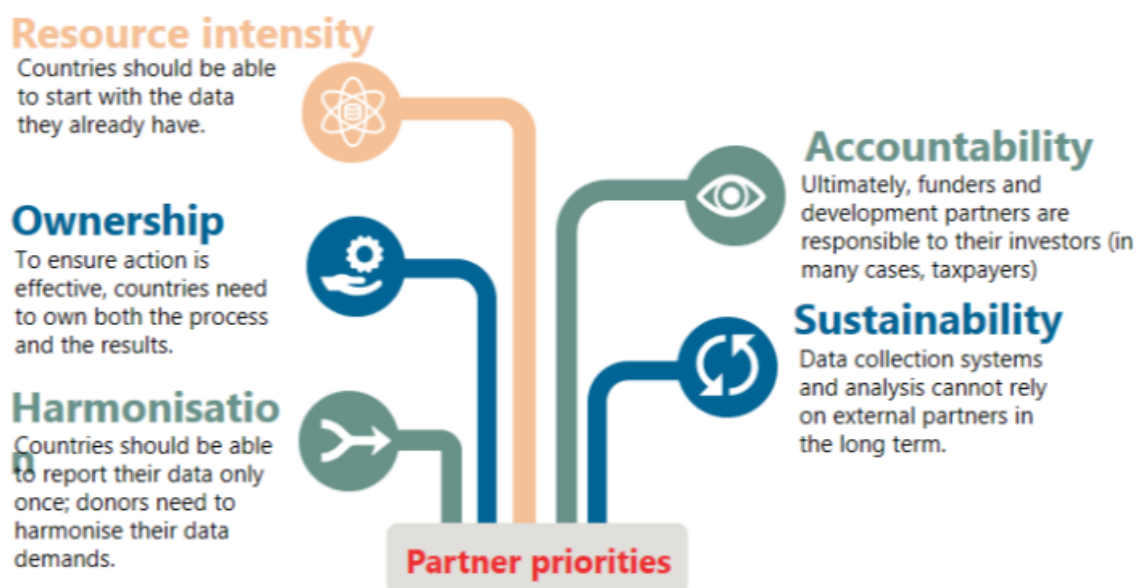 Resource intensity
Countries should be able
to start with the data
they already have.
Ownership
To ensure action is
effective, countries need
to own both the process
and the results.
Harmonisatio
n
Countries should be able
to report their data only
once; donors need to
harmonise their data
demands.
Accountability
Ultimately, funders and
development partners are
responsible to their investors (in
many cases, taxpayers)
Sustainability
Data collection systems
and analysis cannot rely
on external partners in
the long term.
Partner priorities